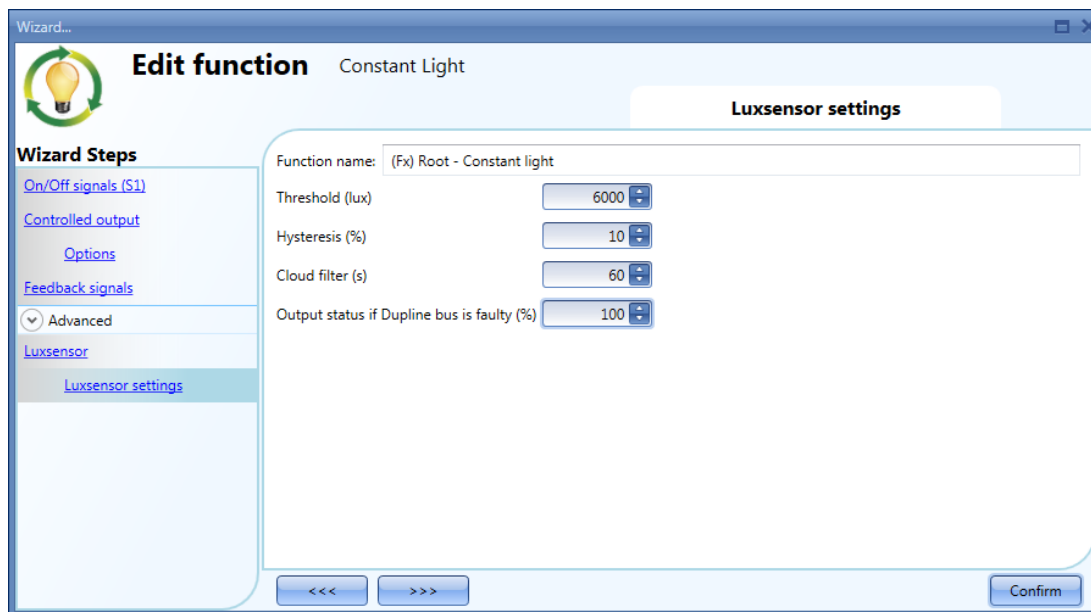 Wizard...
Edit function Constant Light
Luxsensor settings
Wizard Steps
On/Off signals (S1)
Controlled output
Options
Feedback signals
Advanced
Luxsensor
Luxsensor settings
Function name: (Fx) Root - Constant light
Threshold (lux) 6000
Hysteresis (%) 10
Cloud filter (s) 60
Output status if Dupline bus is faulty (%) 100
<<< >>> Confirm